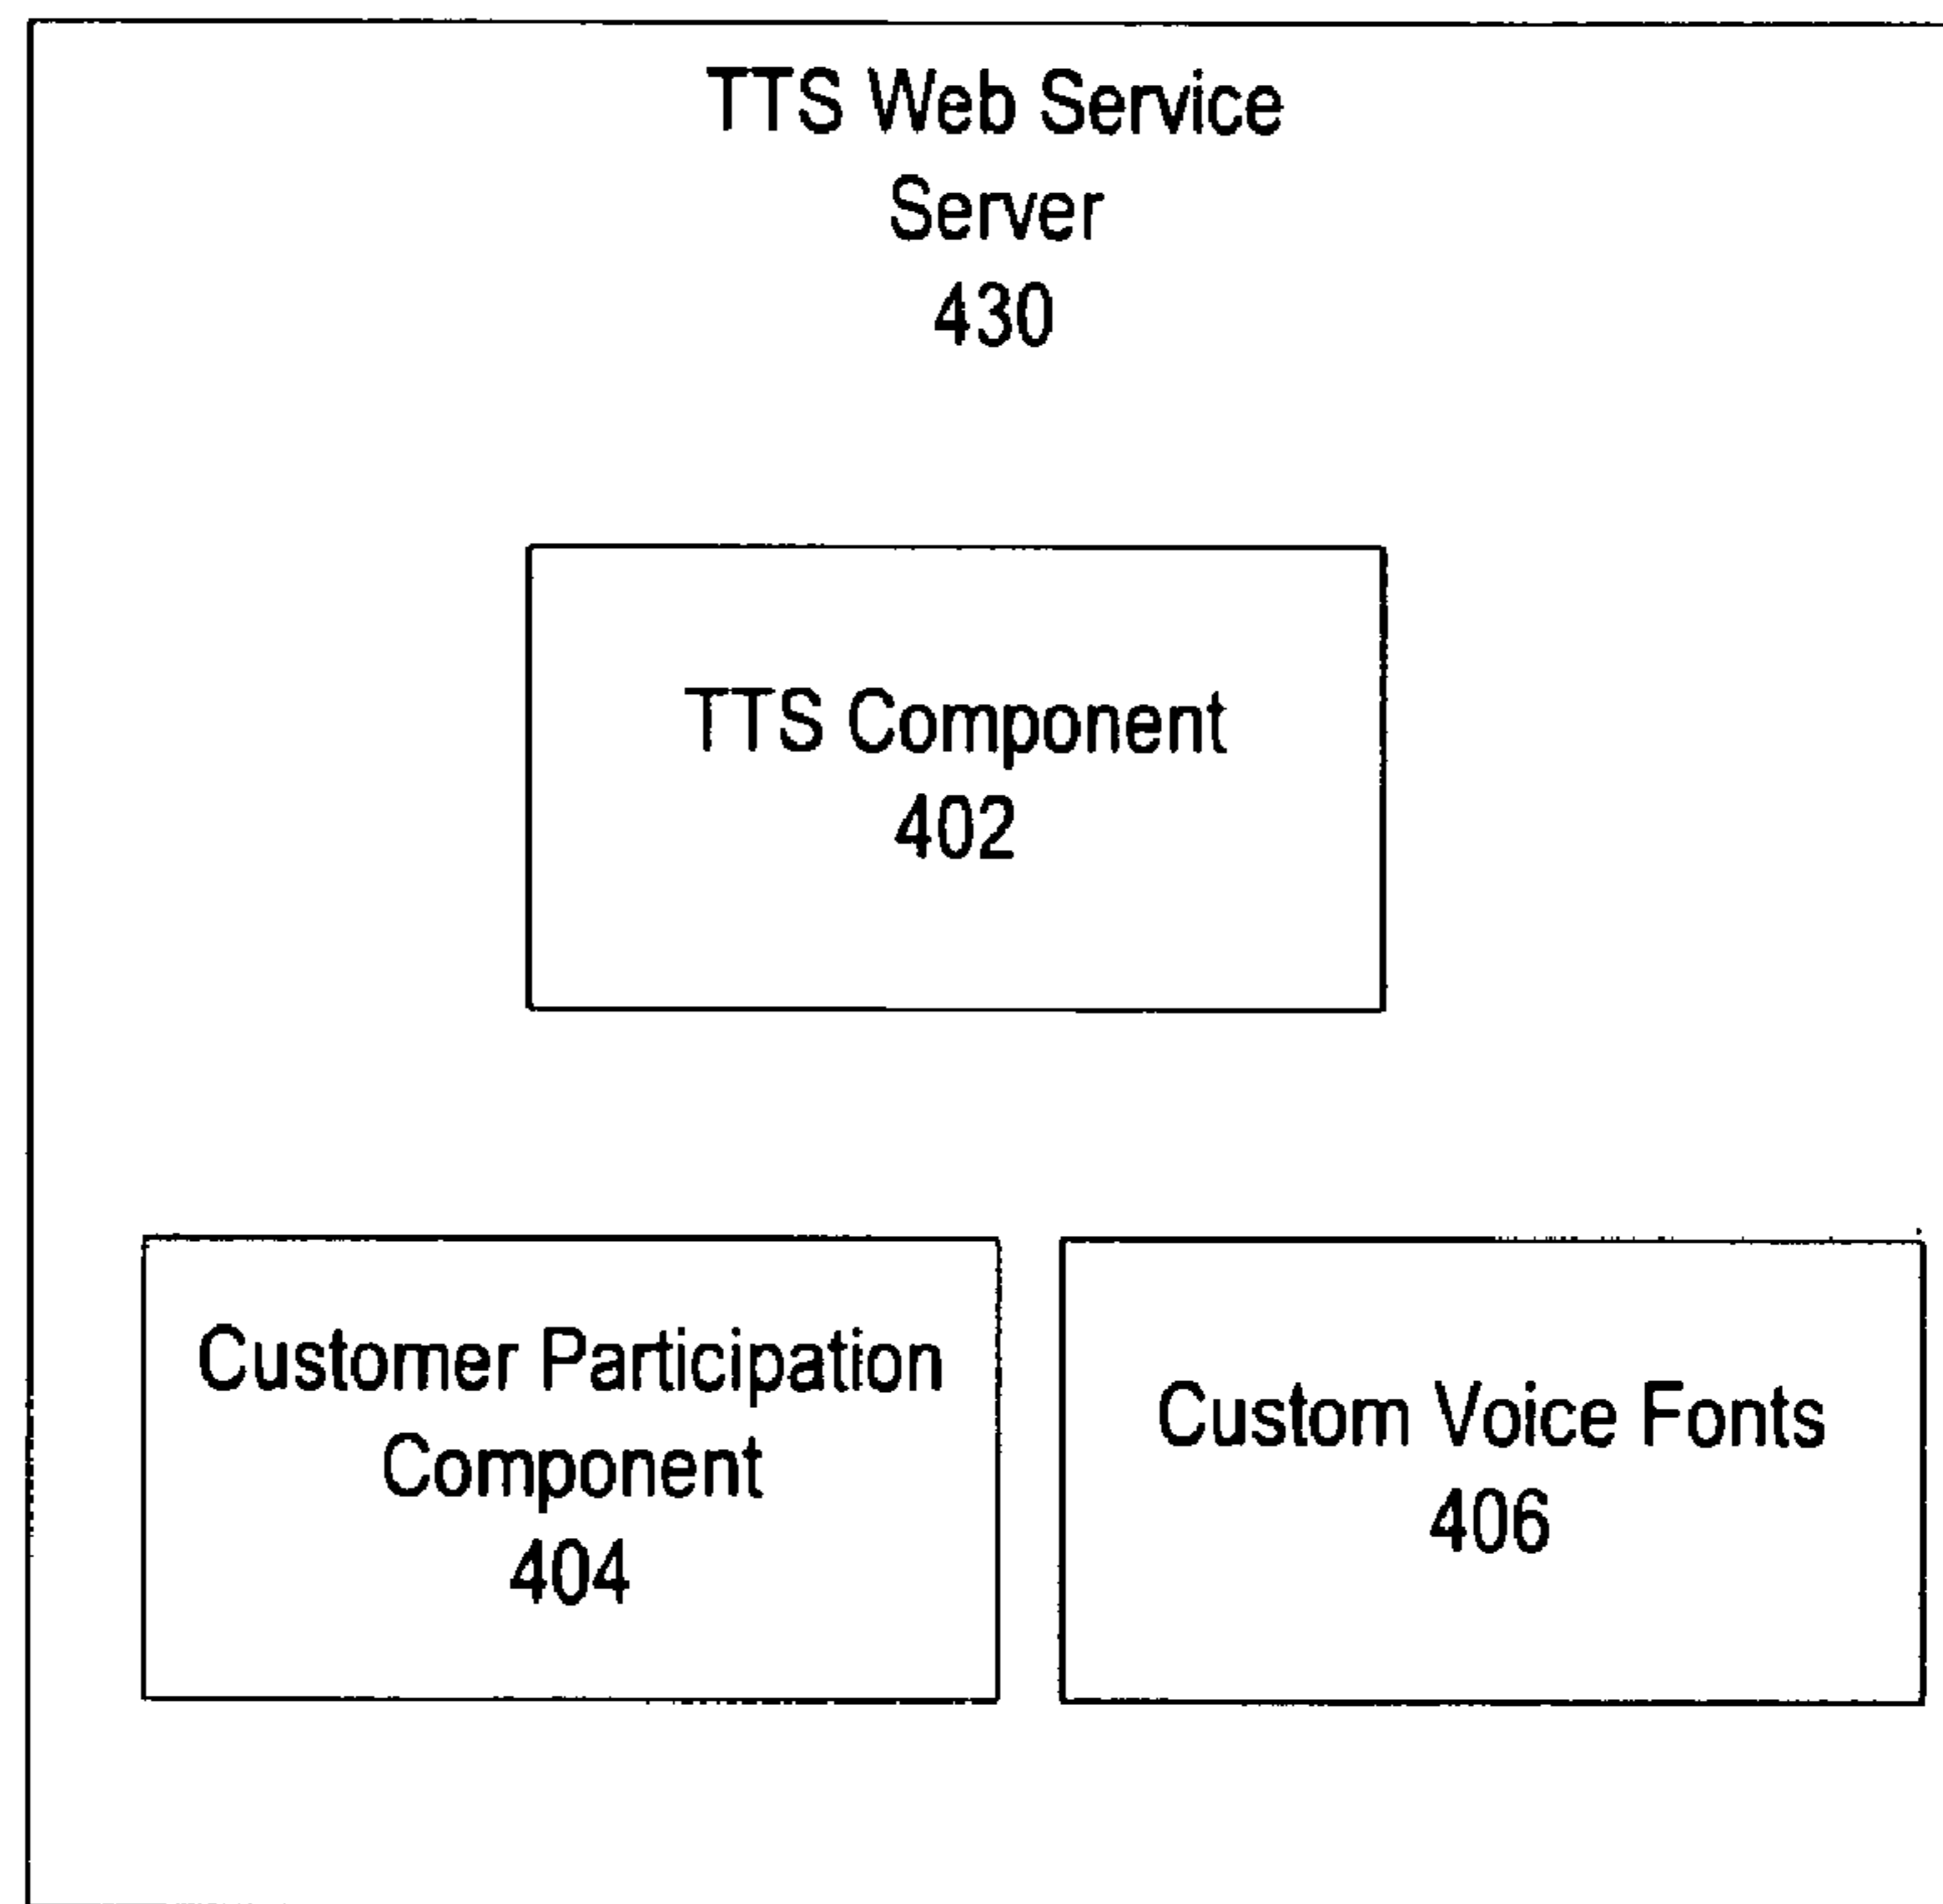 TTS Web Service
Server
430
TTS Component
402
Customer Participation
Component
404
Custom Voice Fonts
406